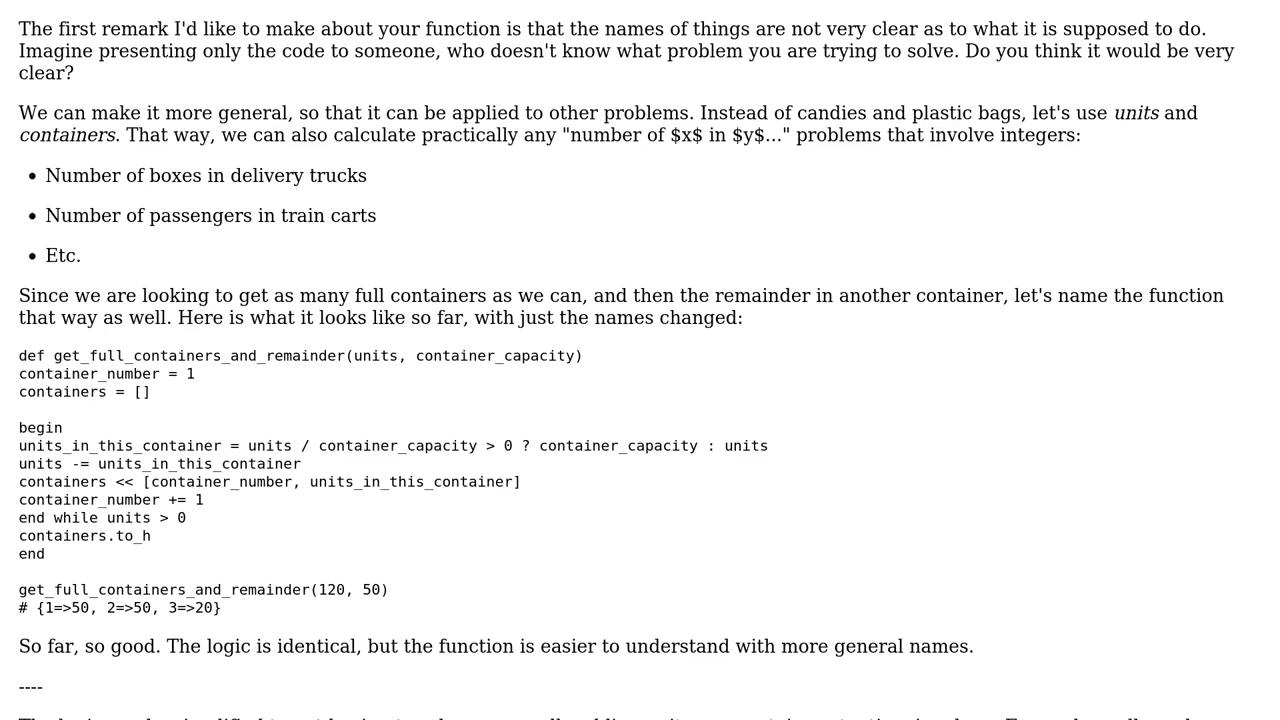 The first remark I'd like to make about your function is that the names of things are not very clear as to what it is supposed to do.
Imagine presenting only the code to someone, who doesn't know what problem you are trying to solve. Do you think it would be very
clear?
We can make it more general, so that it can be applied to other problems. Instead of candies and plastic bags, let's use units and
containers. That way, we can also calculate practically any "number of $x$ in $y$..." problems that involve integers:
• Number of boxes in delivery trucks
• Number of passengers in train carts
• Etc.
Since we are looking to get as many full containers as we can, and then the remainder in another container, let's name the function
that way as well. Here is what it looks like so far, with just the names changed:
def get_full_containers_and_remainder(units, container_capacity)
container_number = 1
containers = []
begin
units_in_this_container = units / container_capacity > 0 ? container_capacity : units
units -= units_in_this_container
containers << [container_number, units_in_this_container]
container_number += 1
end while units > 0
containers.to_h
end
get_full_containers_and_remainder(120, 50)
# {1=>50, 2=>50, 3=>20}
So far, so good. The logic is identical, but the function is easier to understand with more general names.
----